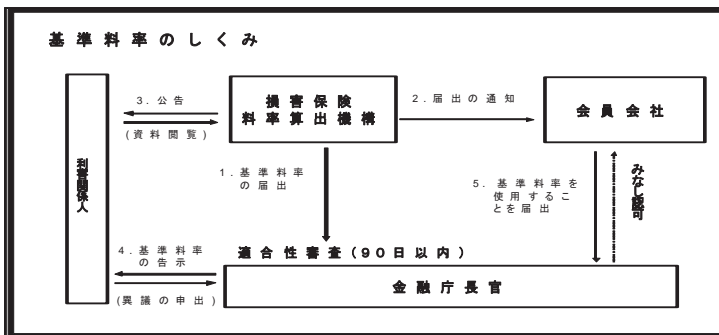 基準料率のしくみ
損害保険
料率算出機構
会員会社
利害関係人
3.公告
(資料閲覧)
2.届出の通知
1.基準料率
の届出
5.基準料率を
使用するこ
とを届出
みなし認可
4.基準料率
の告示
(異議の申出)
適合性審査(90日以内)
金融庁長官